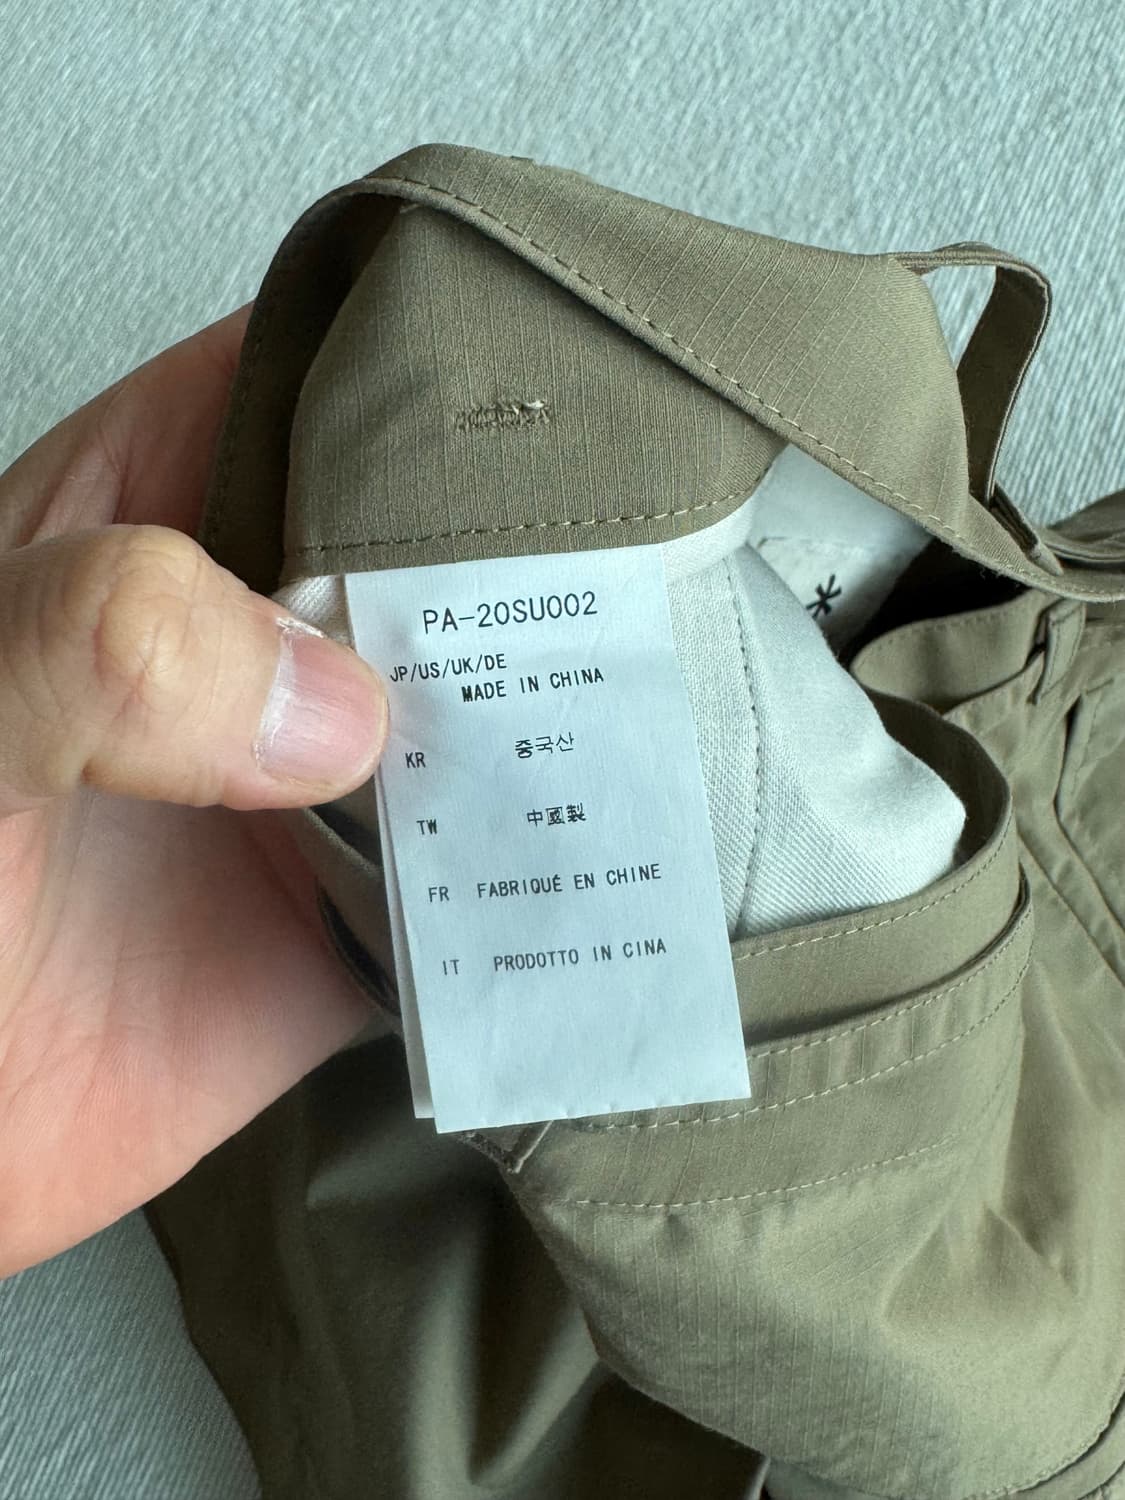 PA-20SU002
JP/US/UK/DE
MADE IN CHINA
KR 중국산
TW 中國製
FR FABRIQUÉ EN CHINE
IT PRODOTTO IN CINA